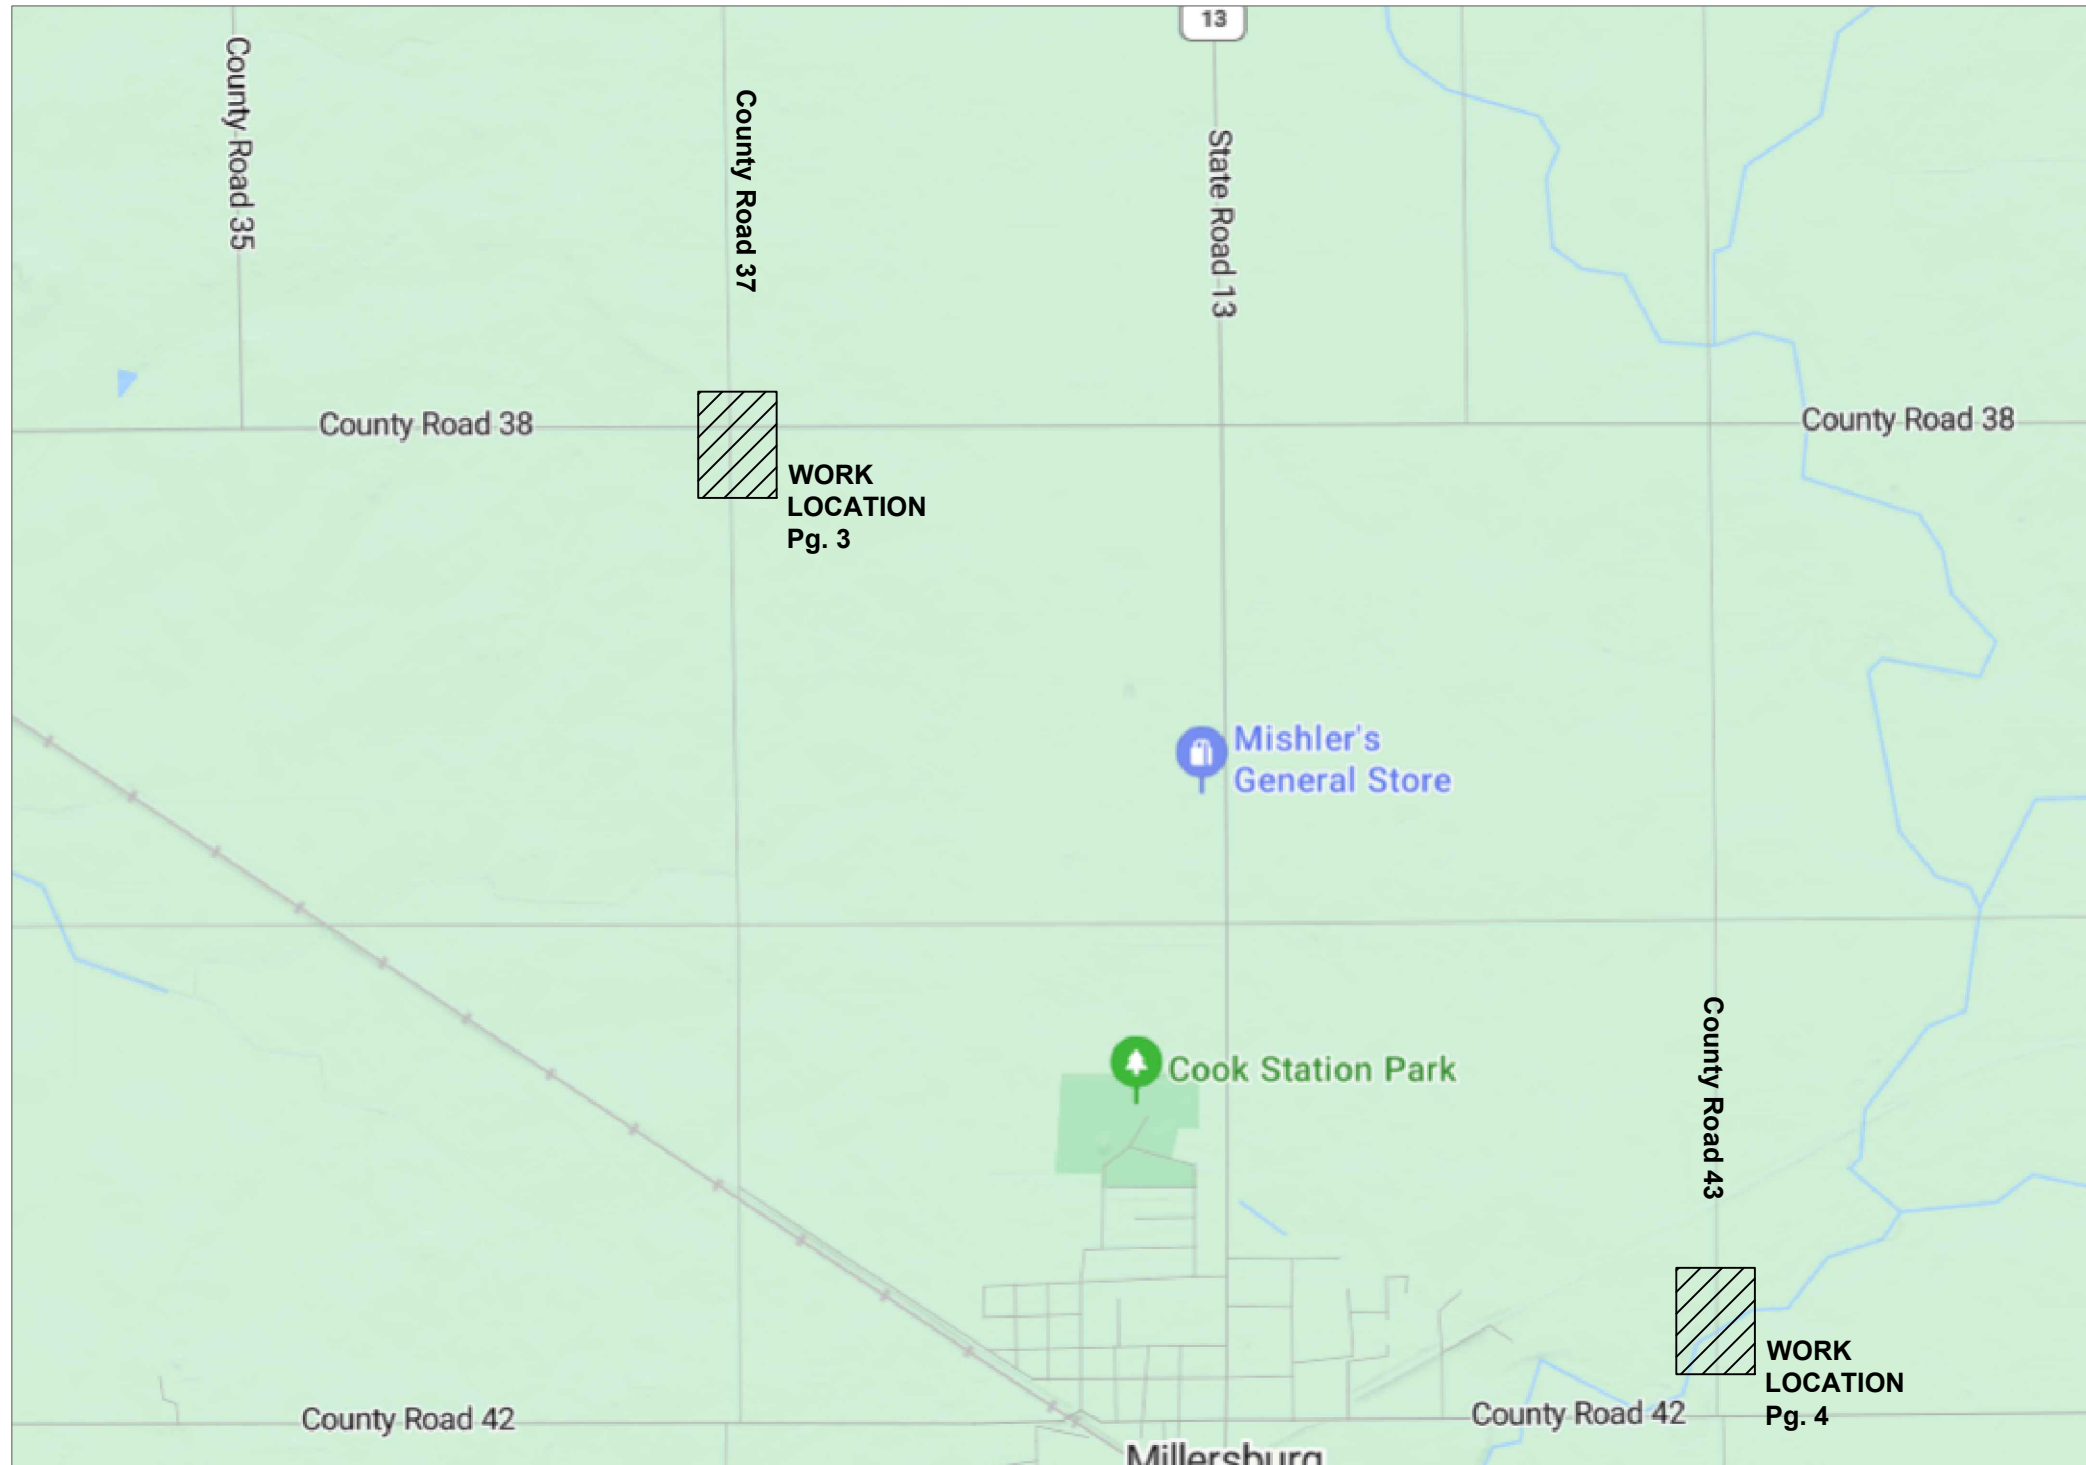 13
County Road 35
County Road 37
State Road 13
County Road 38
County Road 38
WORK
LOCATION
Pg. 3
Mishler's
General Store
Cook Station Park
County Road 43
WORK
LOCATION
Pg. 4
County Road 42
County Road 42
Millersburg